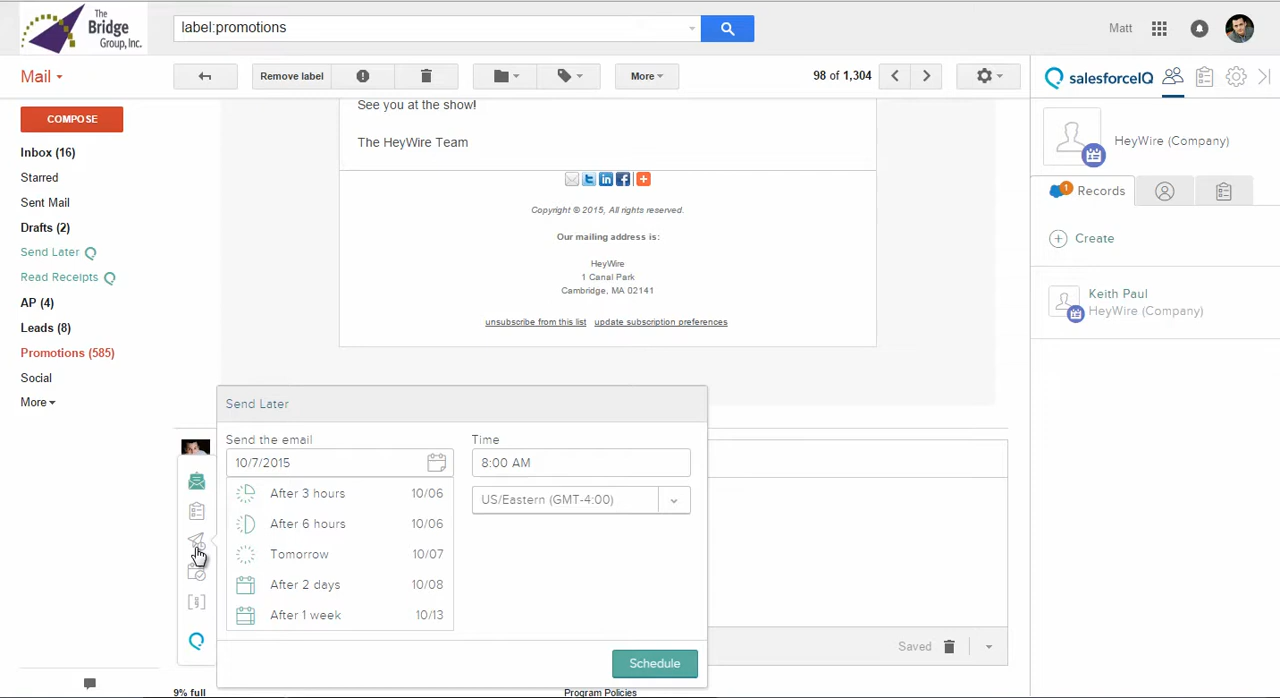 The
Bridge
Group, Inc.
label:promotions
Matt
Mail
Remove label
More
98 of 1,304
salesforceIQ
COMPOSE
Inbox (16)
Starred
Sent Mail
Drafts (2)
Send Later
Read Receipts
AP (4)
Leads (8)
Promotions (585)
Social
More
See you at the show!
The HeyWire Team
Copyright © 2015, All rights reserved.
Our mailing address is:
HeyWire
1 Canal Park
Cambridge, MA 02141
unsubscribe from this list update subscription preferences
HeyWire (Company)
1 Records
Create
Keith Paul
HeyWire (Company)
Send Later
Send the email Time
10/7/2015 8:00 AM
After 3 hours 10/06
US/Eastern (GMT-4:00)
After 6 hours 10/06
Tomorrow 10/07
After 2 days 10/08
After 1 week 10/13
Schedule
Saved
9% full
Program Policies